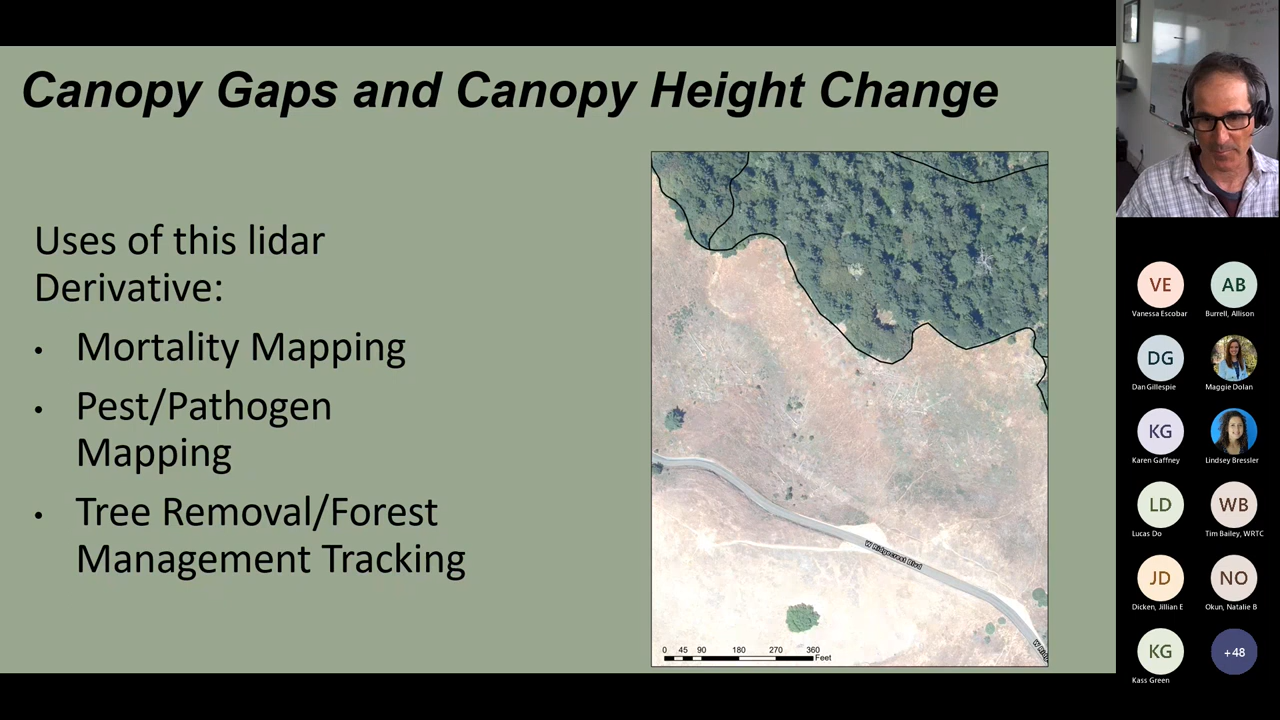 Canopy Gaps and Canopy Height Change
Uses of this lidar
Derivative:
• Mortality Mapping
• Pest/Pathogen
Mapping
• Tree Removal/Forest
Management Tracking
W Ridgecrest Blvd
W Ridg
0 45 90 180 270 360
Feet
VE
AB
Vanessa Escobar
Burrell, Allison
DG
Dan Gillespie
Maggie Dolan
KG
Karen Gaffney
Lindsey Bressler
LD
WB
Lucas Do
Tim Bailey, WRTC
JD
NO
Dicken, Jillian E
Okun, Natalie B
KG
+48
Kass Green